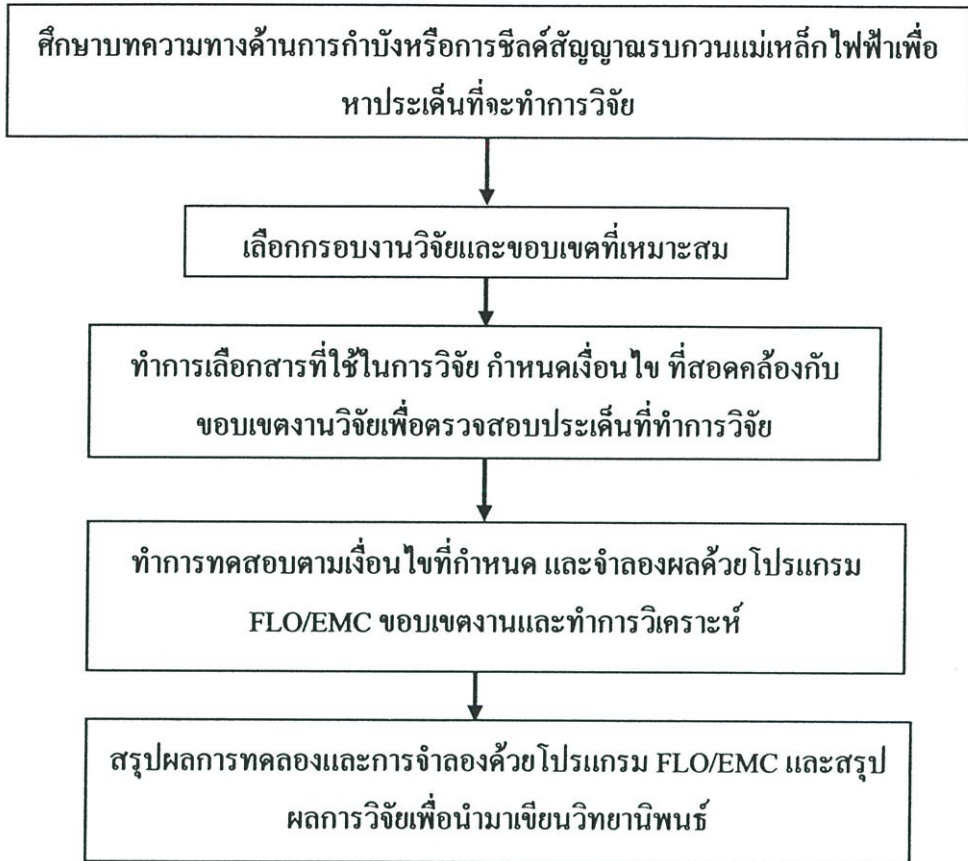 ศึกษาบทความทางด้านการกำบังหรือการชีลด์สัญญาณรบกวนแม่เหล็กไฟฟ้าเพื่อ
หาประเด็นที่จะทำการวิจัย
เลือกกรอบงานวิจัยและขอบเขตที่เหมาะสม
ทำการเลือกสารที่ใช้ในการวิจัย กำหนดเงื่อนไข ที่สอดคล้องกับ
ขอบเขตงานวิจัยเพื่อตรวจสอบประเด็นที่ทำการวิจัย
ทำการทดสอบตามเงื่อนไขที่กำหนด และจำลองผลด้วยโปรแกรม
FLO/EMC ขอบเขตงานและทำการวิเคราะห์
สรุปผลการทดลองและการจำลองด้วยโปรแกรม FLO/EMC และสรุป
ผลการวิจัยเพื่อนำมาเขียนวิทยานิพนธ์